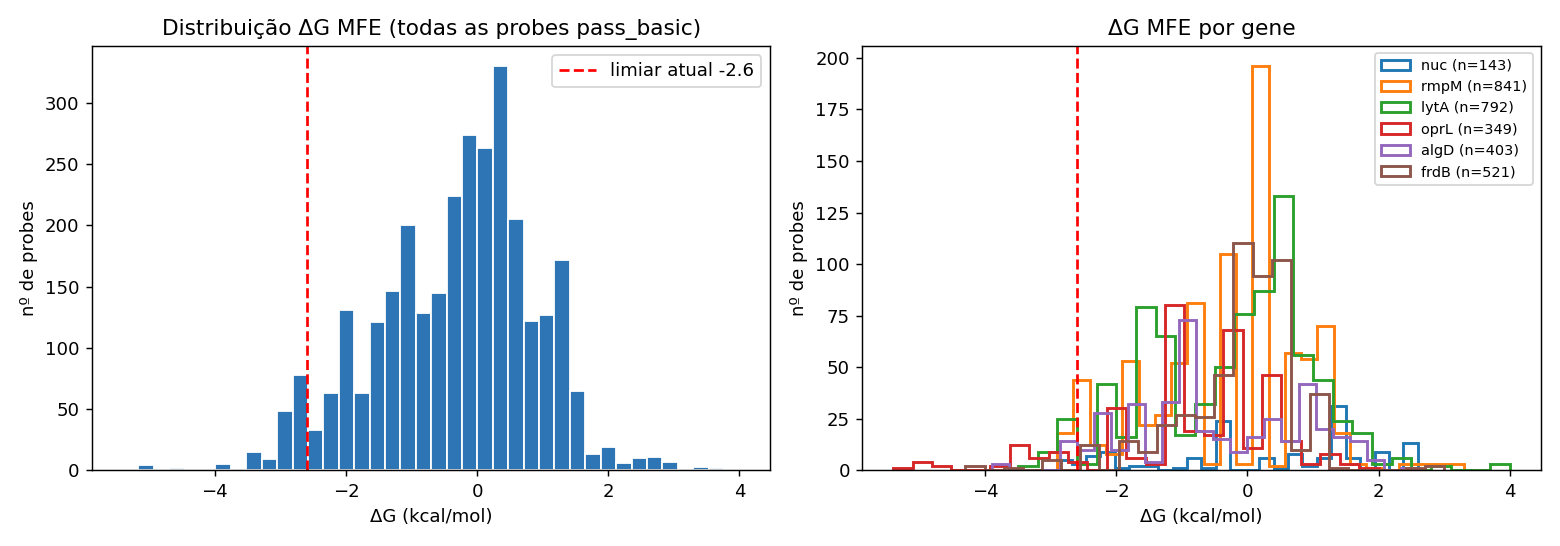 Distribuição ΔG MFE (todas as probes pass_basic)
limiar atual -2.6
nº de probes
300
250
200
150
100
50
0
−4
−2
0
2
4
ΔG (kcal/mol)
ΔG MFE por gene
nuc (n=143)
rmpM (n=841)
lytA (n=792)
oprL (n=349)
algD (n=403)
frdB (n=521)
nº de probes
200
175
150
125
100
75
50
25
0
−4
−2
0
2
4
ΔG (kcal/mol)